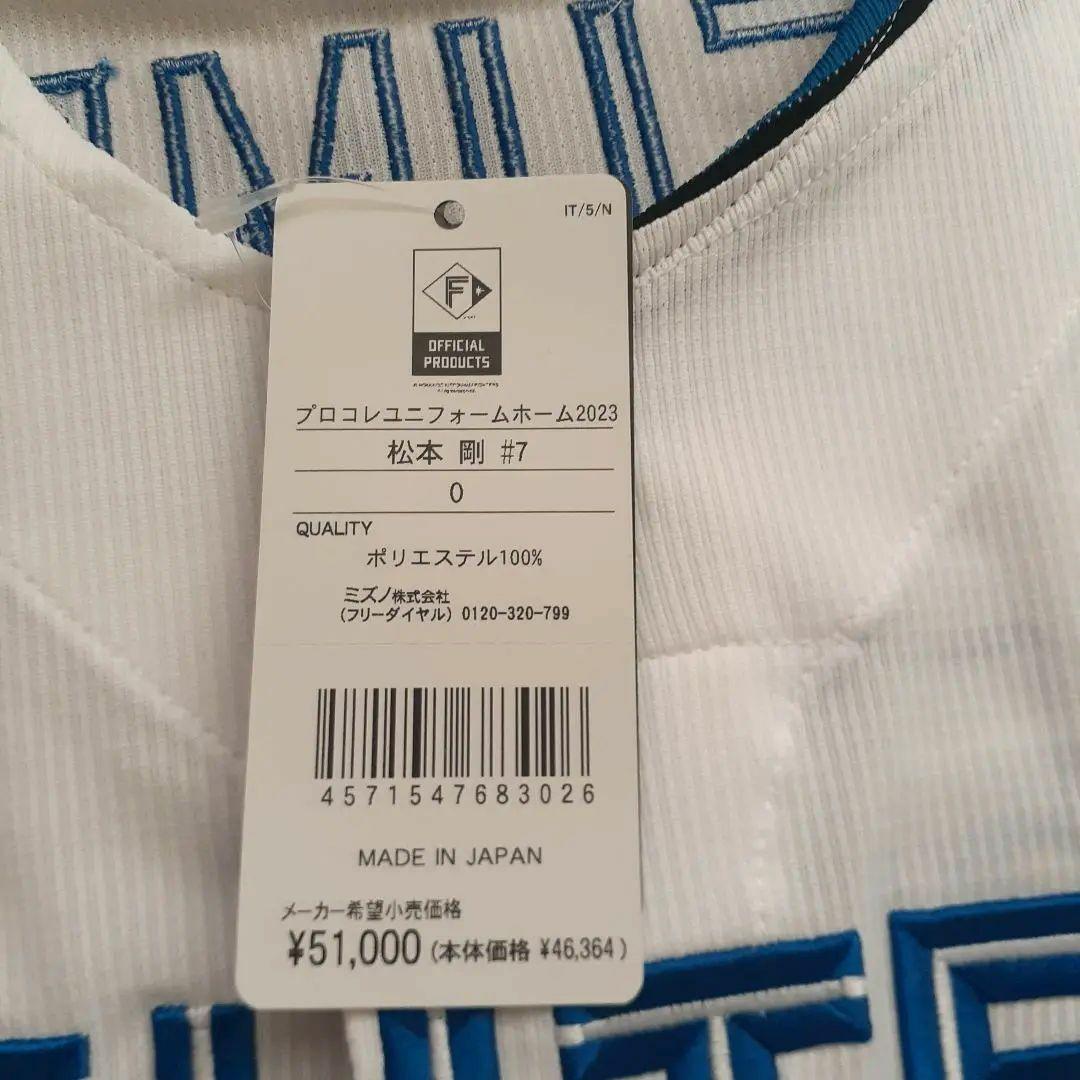 IT/5/N
F
OFFICIAL
PRODUCTS
プロコレユニフォームホーム2023
松本 剛 #7
0
QUALITY
ポリエステル100%
ミズノ株式会社
(フリーダイヤル) 0120-320-799
4571547683026
MADE IN JAPAN
メーカー希望小売価格
¥51,000 (本体価格 ¥46,364)